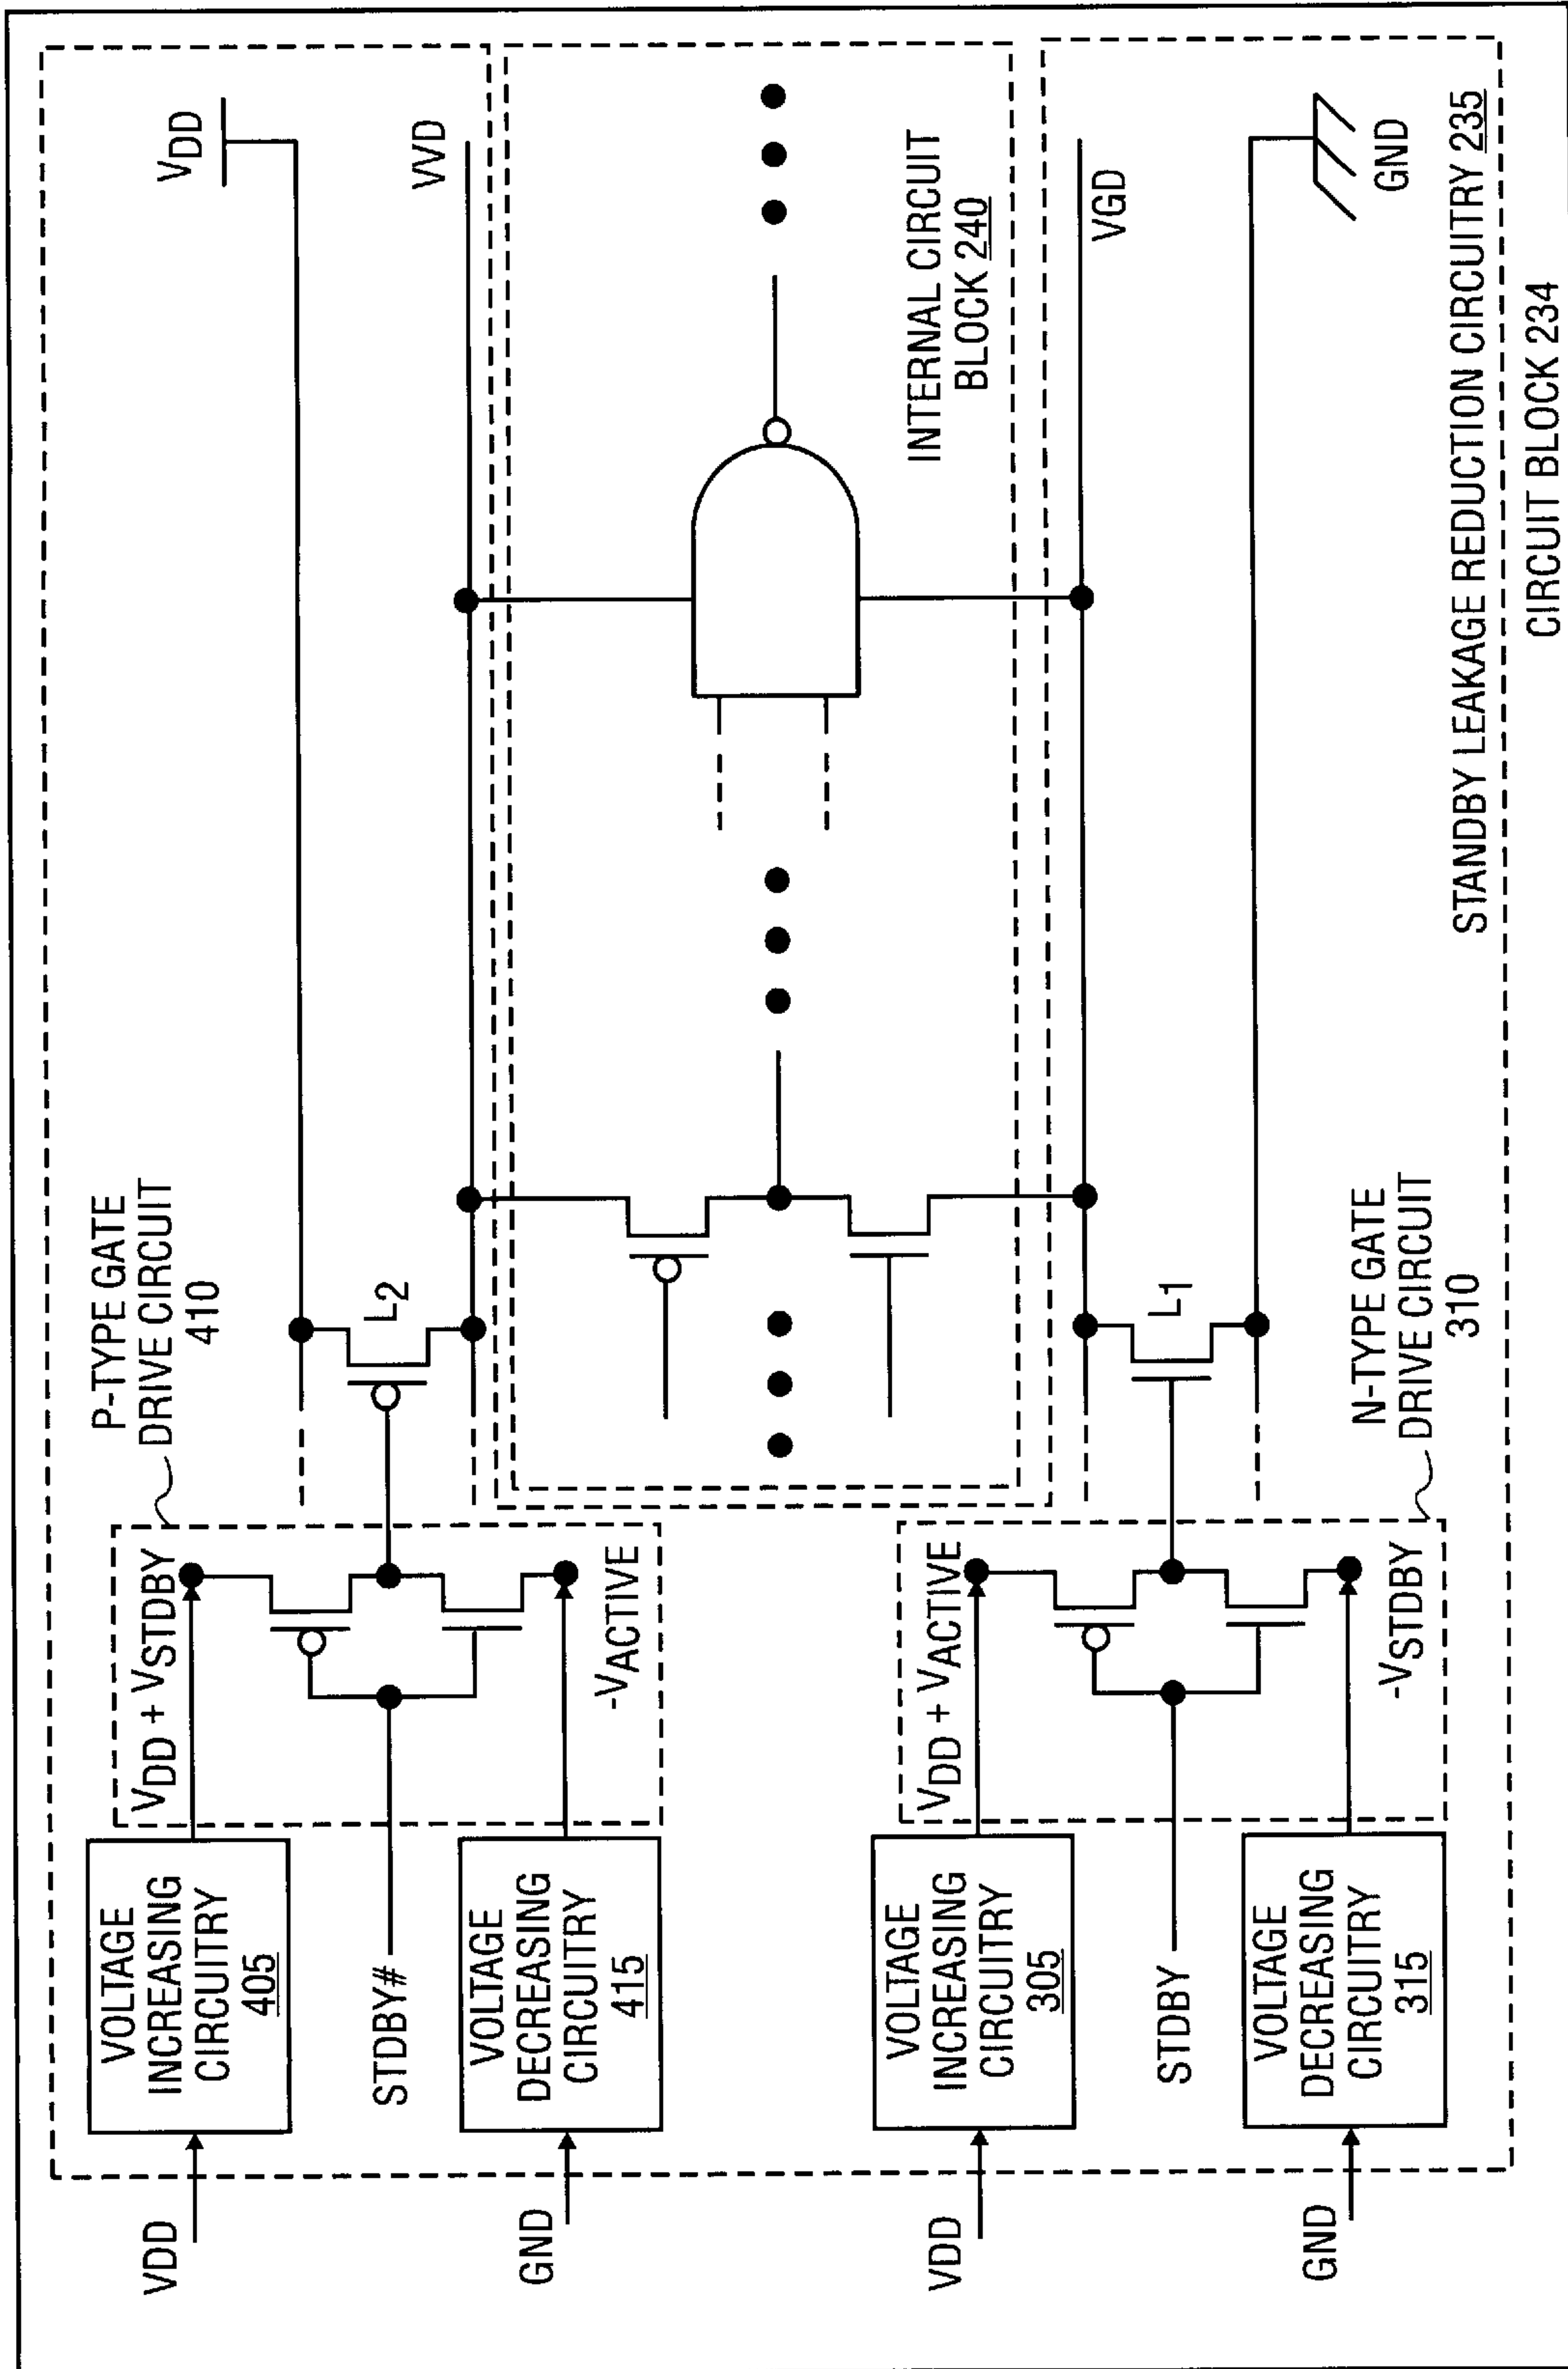 VDD
VOLTAGE
INCREASING
CIRCUITRY
405
VDD + VSTDBY
P-TYPE GATE
DRIVE CIRCUIT
410
STDBY#
GND
VOLTAGE
DECREASING
CIRCUITRY
415
-VACTIVE
L2
VDD
VVD
INTERNAL CIRCUIT
BLOCK 240
VDD
VOLTAGE
INCREASING
CIRCUITRY
305
VDD + VACTIVE
STDBY
GND
VOLTAGE
DECREASING
CIRCUITRY
315
-VSTDBY
N-TYPE GATE
DRIVE CIRCUIT
310
L1
VGD
GND
STANDBY LEAKAGE REDUCTION CIRCUITRY 235
CIRCUIT BLOCK 234